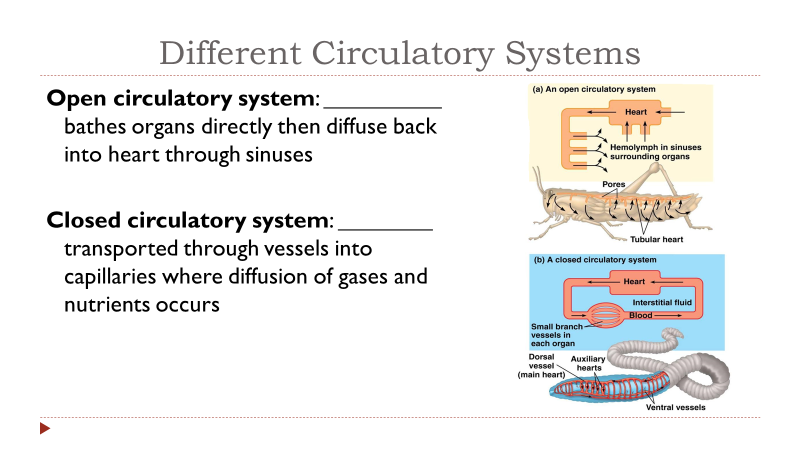 Different Circulatory Systems
Open circulatory system: __________
bathes organs directly then diffuse back
into heart through sinuses
Closed circulatory system: ________
transported through vessels into
capillaries where diffusion of gases and
nutrients occurs
(a) An open circulatory system
Heart
Hemolymph in sinuses
surrounding organs
Pores
Tubular heart
(b) A closed circulatory system
Heart
Interstitial fluid
Blood
Small branch
vessels in
each organ
Dorsal
vessel
(main heart)
Auxiliary
hearts
Ventral vessels